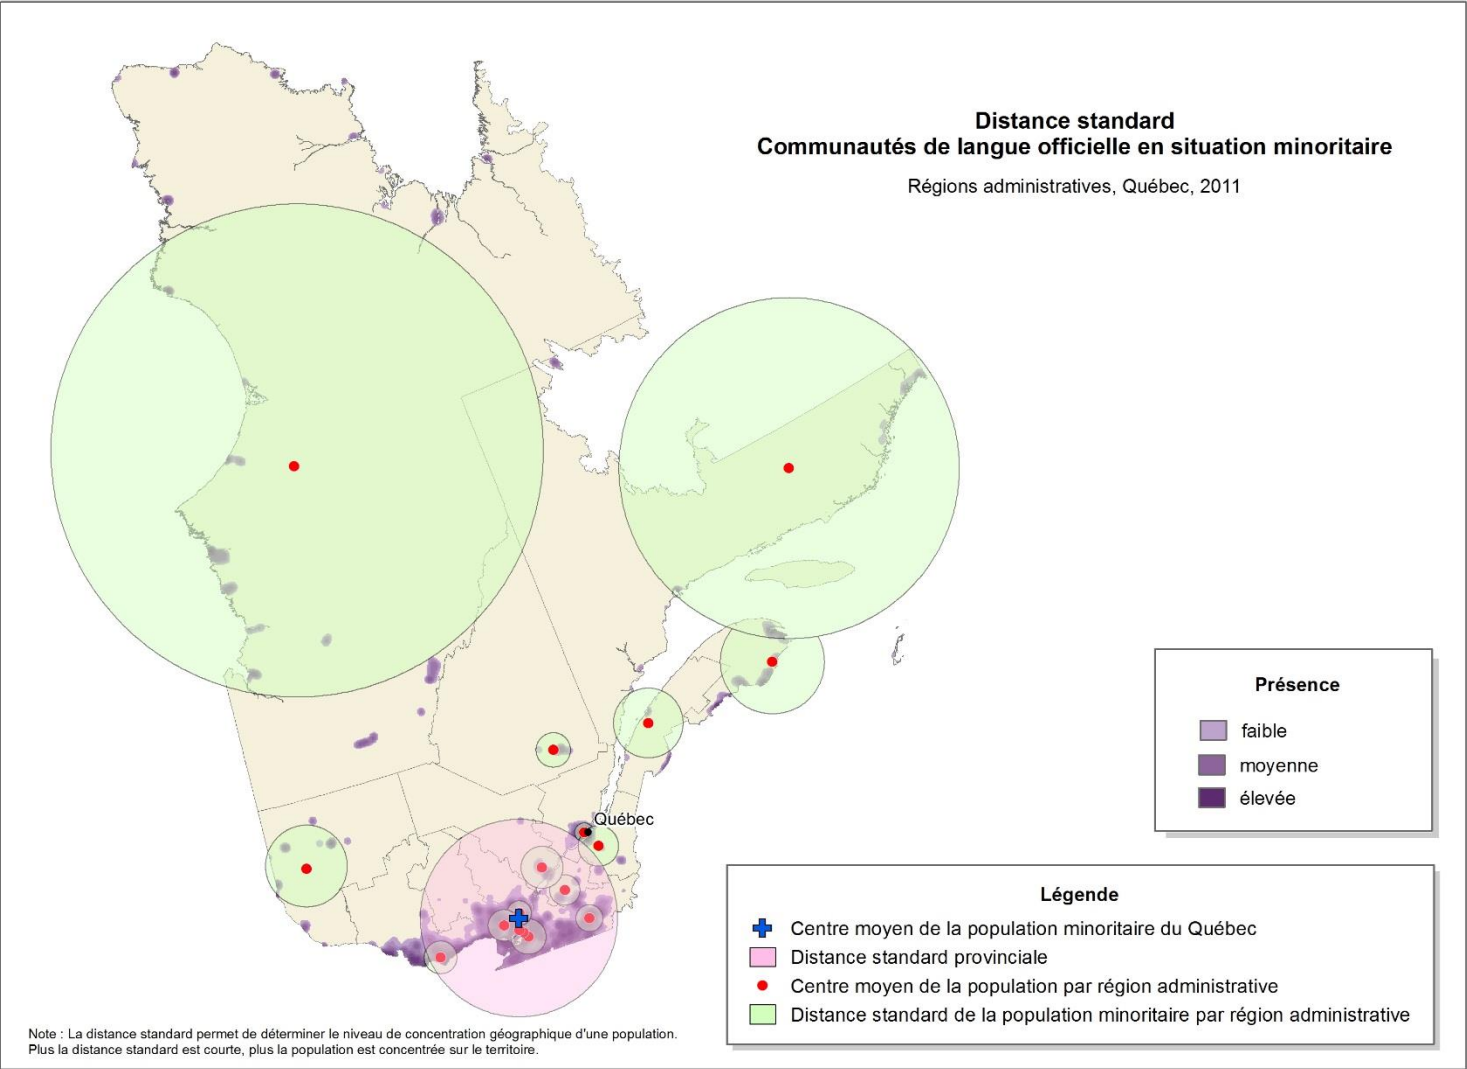 Distance standard
Communautés de langue officielle en situation minoritaire
Régions administratives, Québec, 2011
Québec
Présence
faible
moyenne
élevée
Légende
Centre moyen de la population minoritaire du Québec
Distance standard provinciale
Centre moyen de la population par région administrative
Distance standard de la population minoritaire par région administrative
Note : La distance standard permet de déterminer le niveau de concentration géographique d'une population.
Plus la distance standard est courte, plus la population est concentrée sur le territoire.